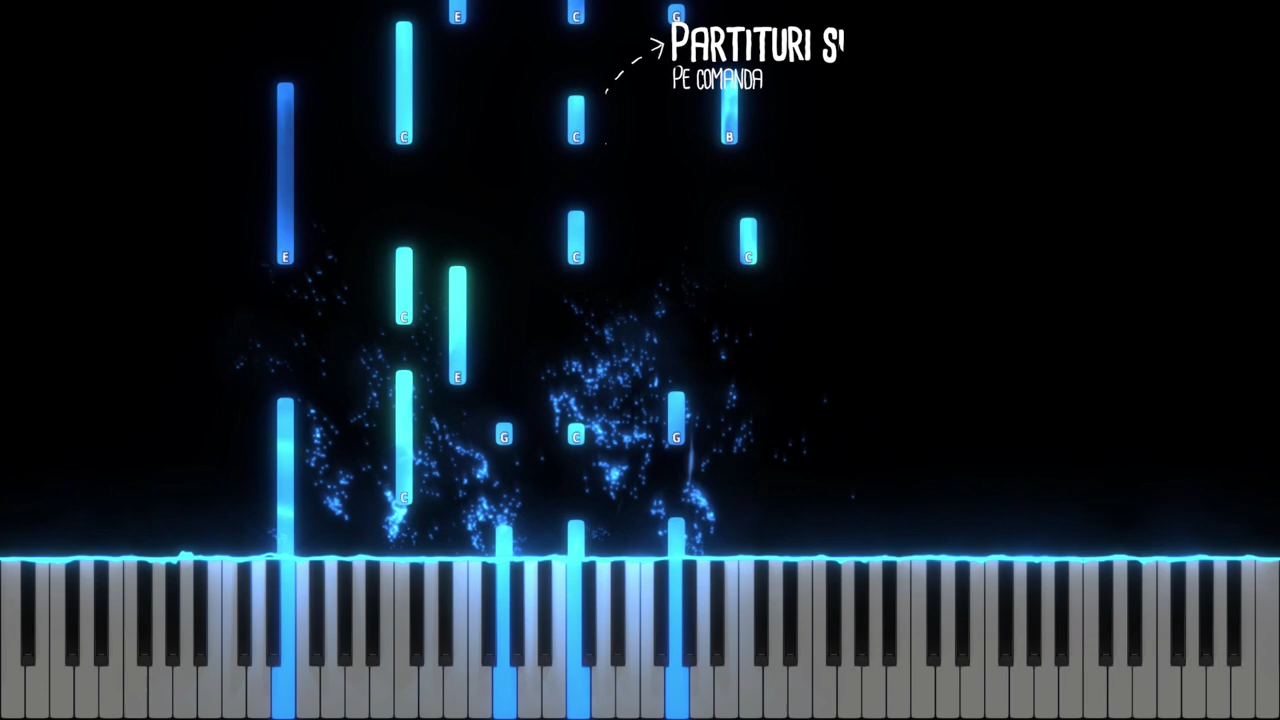 E C G
PARTITURI S
PE COMANDA
C C B
E C C
C E
G C G
C